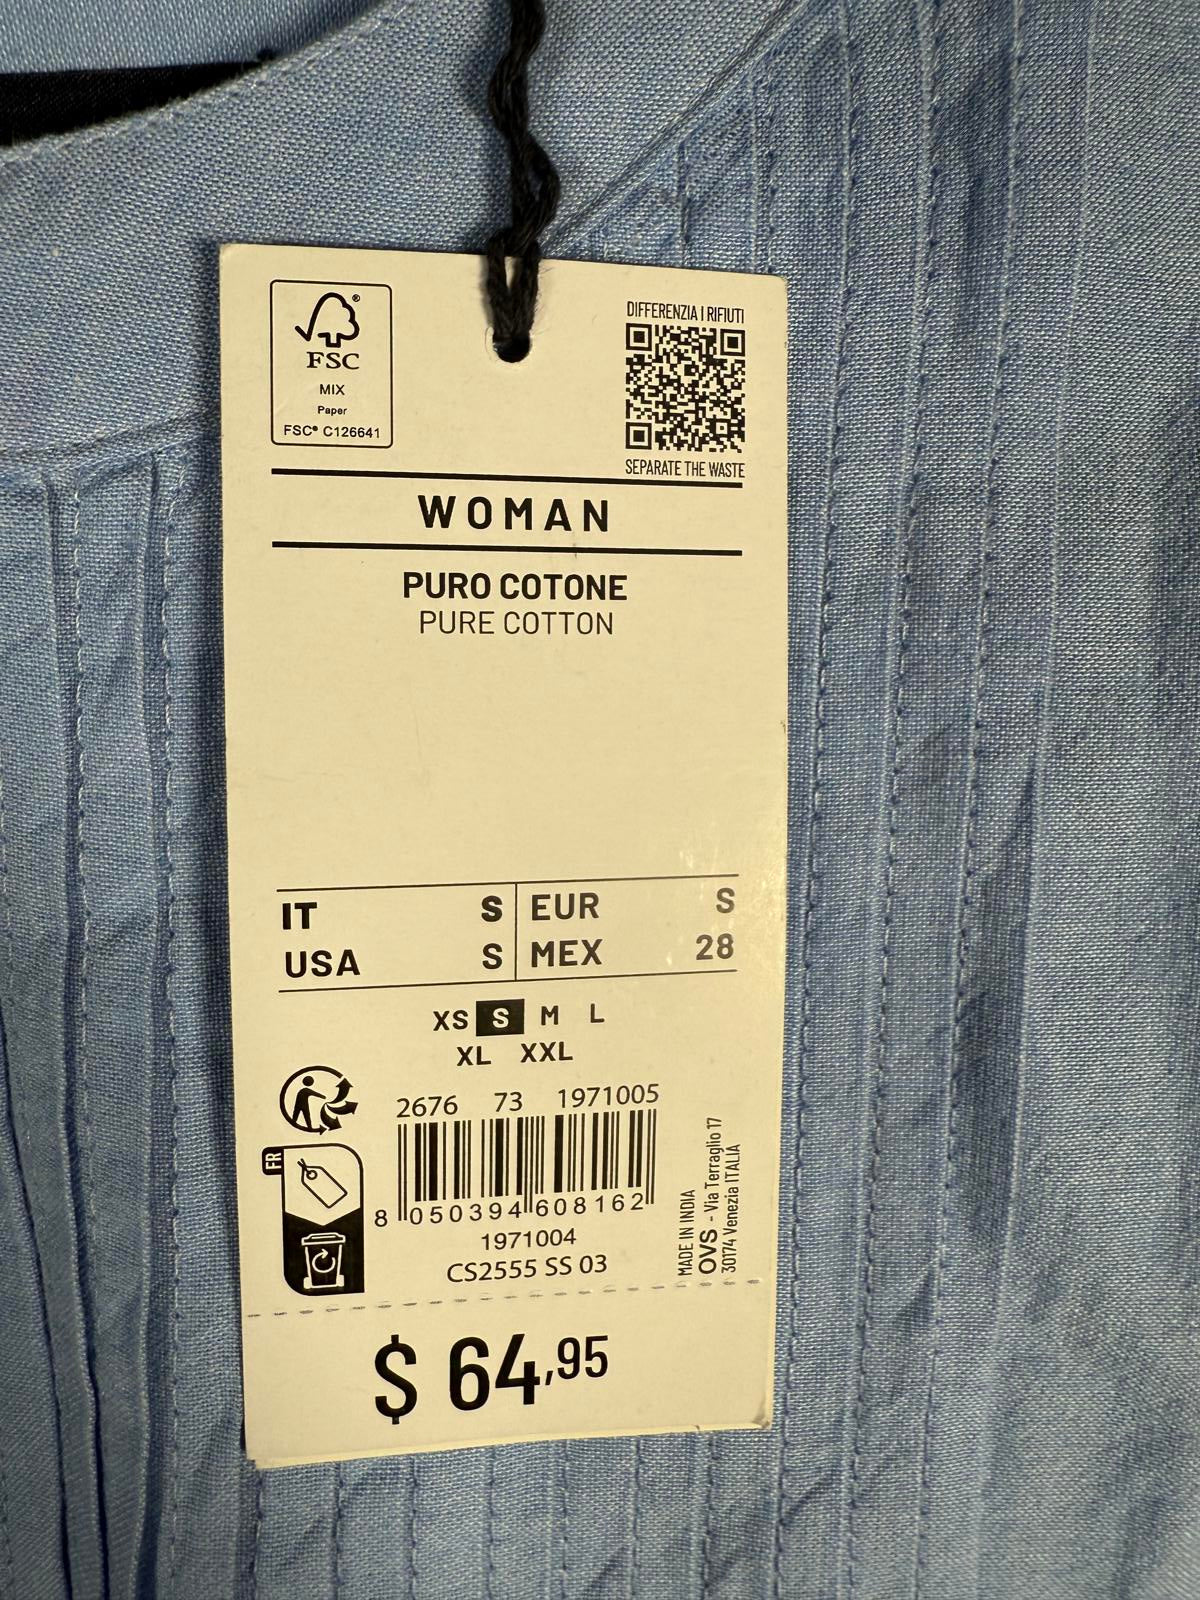 FSC®
MIX
Paper
FSC® C126641
DIFFERENZIA I RIFIUTI
SEPARATE THE WASTE
WOMAN
PURO COTONE
PURE COTTON
IT S EUR S
USA S MEX 28
XS S M L
XL XXL
2676 73 1971005
8 050394 608162
1971004
CS2555 SS 03
FR
MADE IN INDIA
OVS - Via Terraglio 17
30174 Venezia ITALIA
$ 64,95